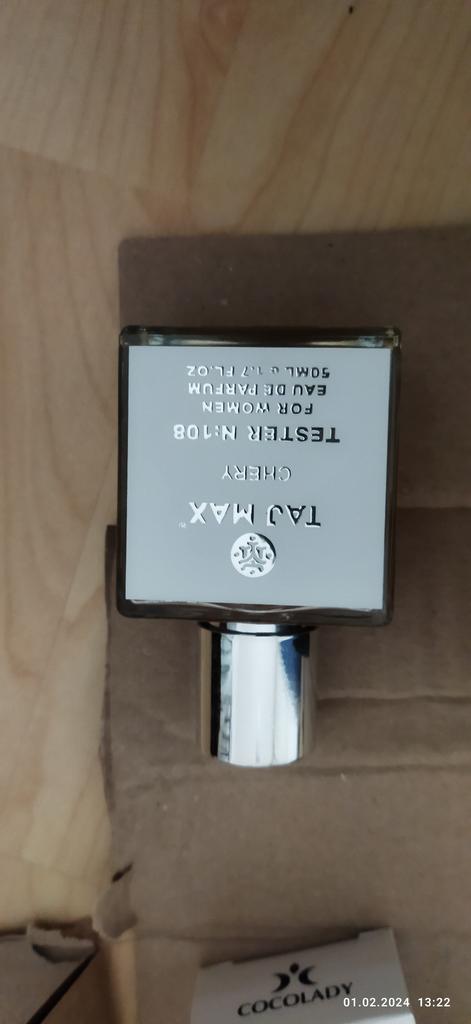 TAJ MAX®
CHERY
TESTER N:108
FOR WOMEN
EAU DE PARFUM
50ML e 1.7 FL.OZ
COCOLADY
01.02.2024 13:22